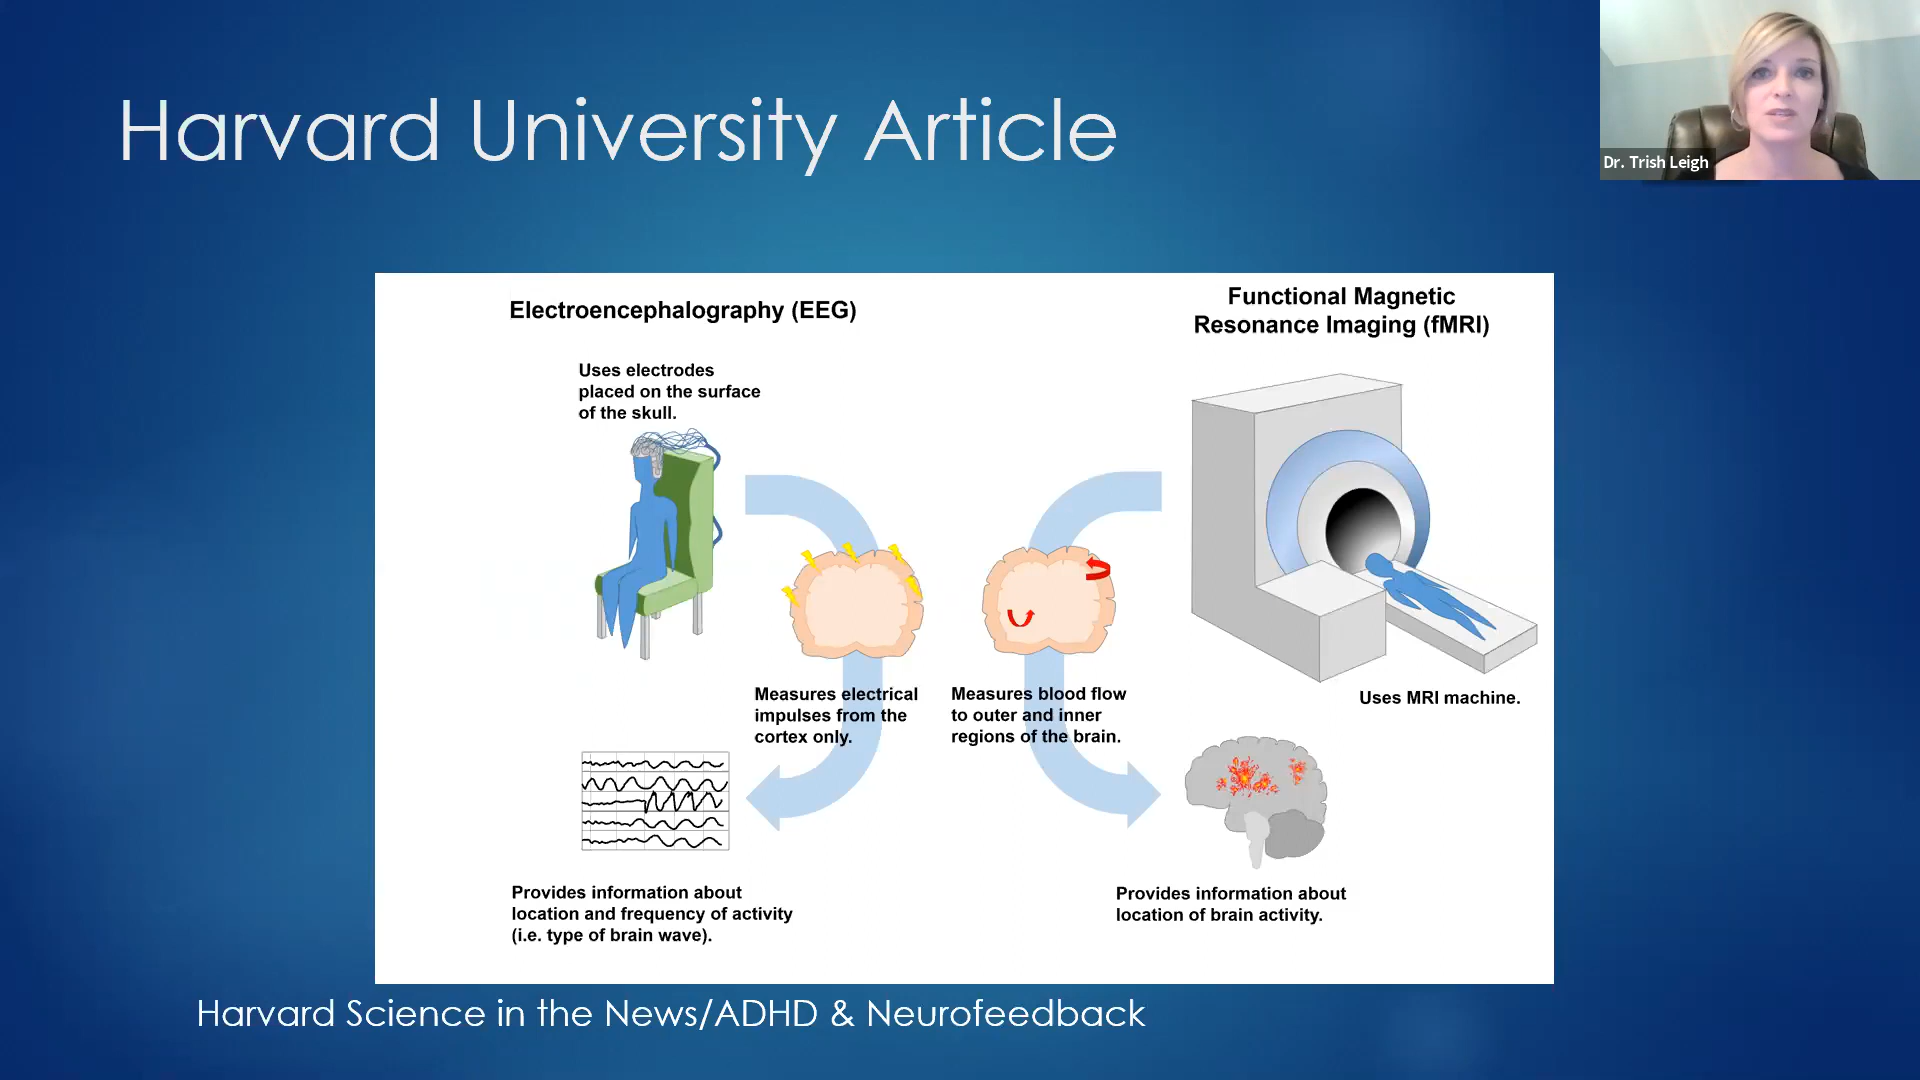 Harvard University Article
Dr. Trish Leigh
Electroencephalography (EEG)
Uses electrodes
placed on the surface
of the skull.
Measures electrical
impulses from the
cortex only.
Provides information about
location and frequency of activity
(i.e. type of brain wave).
Functional Magnetic
Resonance Imaging (fMRI)
Measures blood flow
to outer and inner
regions of the brain.
Uses MRI machine.
Provides information about
location of brain activity.
Harvard Science in the News/ADHD & Neurofeedback